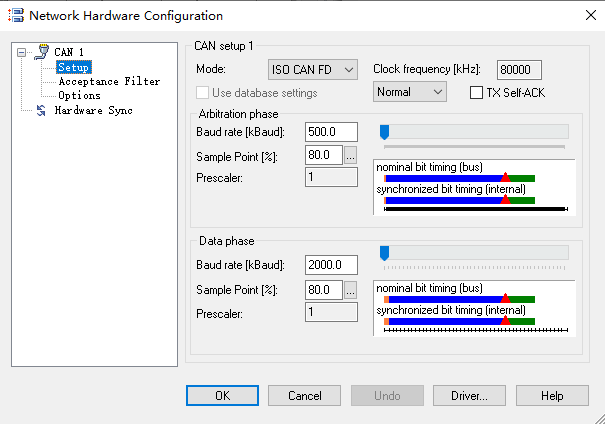 Network Hardware Configuration
CAN 1
Setup
Acceptance Filter
Options
Hardware Sync
CAN setup 1
Mode: ISO CAN FD Clock frequency [kHz]: 80000
Use database settings Normal TX Self-ACK
Arbitration phase
Baud rate [kBaud]: 500.0
Sample Point [%]: 80.0 ...
Prescaler: 1
nominal bit timing (bus)
synchronized bit timing (internal)
Data phase
Baud rate [kBaud]: 2000.0
Sample Point [%]: 80.0 ...
Prescaler: 1
nominal bit timing (bus)
synchronized bit timing (internal)
OK Cancel Undo Driver... Help